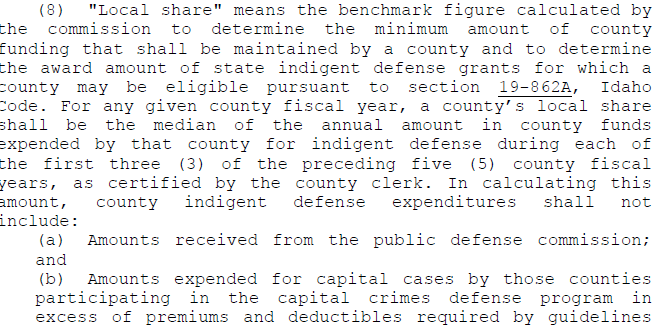 (8) "Local share" means the benchmark figure calculated by
the commission to determine the minimum amount of county
funding that shall be maintained by a county and to determine
the award amount of state indigent defense grants for which a
county may be eligible pursuant to section 19-862A, Idaho
Code. For any given county fiscal year, a county's local share
shall be the median of the annual amount in county funds
expended by that county for indigent defense during each of
the first three (3) of the preceding five (5) county fiscal
years, as certified by the county clerk. In calculating this
amount, county indigent defense expenditures shall not
include:
(a) Amounts received from the public defense commission;
and
(b) Amounts expended for capital cases by those counties
participating in the capital crimes defense program in
excess of premiums and deductibles required by guidelines